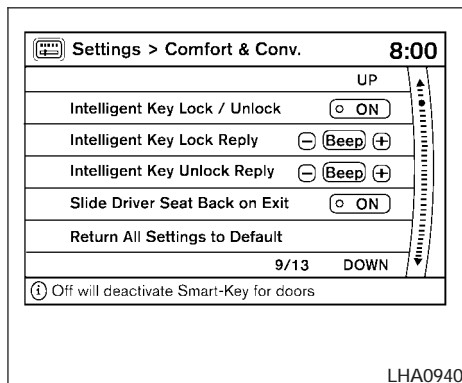 Settings > Comfort & Conv. 8:00
UP
Intelligent Key Lock / Unlock ON
Intelligent Key Lock Reply − Beep +
Intelligent Key Unlock Reply − Beep +
Slide Driver Seat Back on Exit ON
Return All Settings to Default
9/13 DOWN
i Off will deactivate Smart-Key for doors
LHA0940